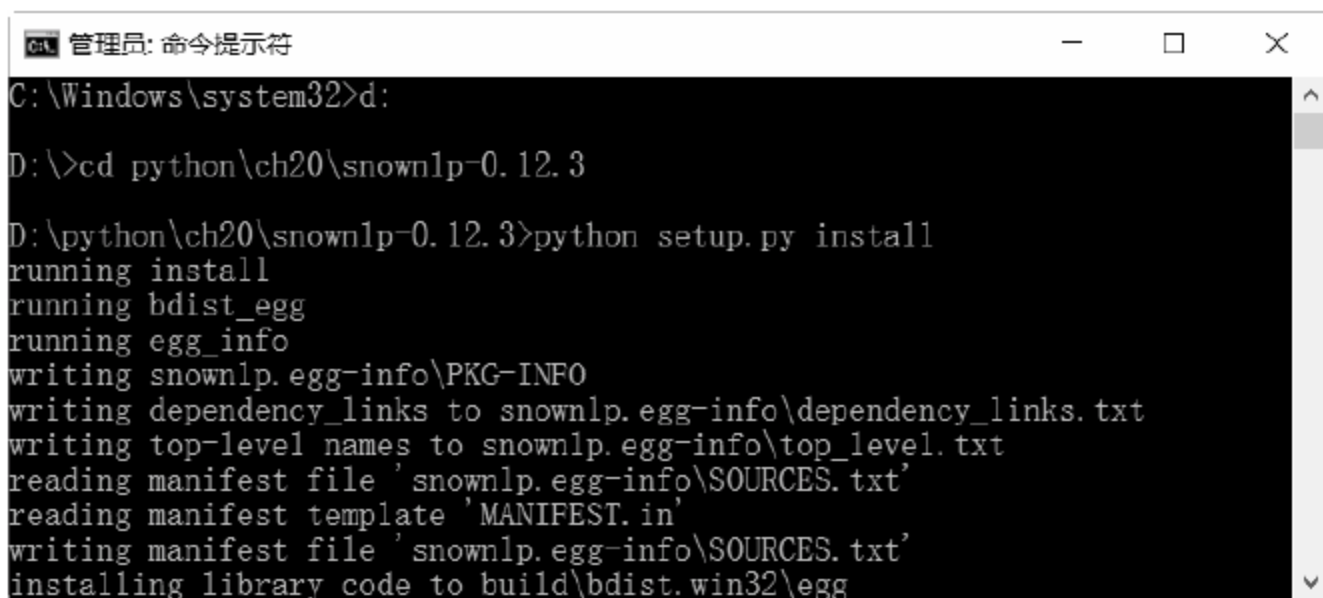 管理员: 命令提示符
C:\Windows\system32>d:
D:\>cd python\ch20\snownlp-0.12.3
D:\python\ch20\snownlp-0.12.3>python setup.py install
running install
running bdist_egg
running egg_info
writing snownlp.egg-info\PKG-INFO
writing dependency_links to snownlp.egg-info\dependency_links.txt
writing top-level names to snownlp.egg-info\top_level.txt
reading manifest file 'snownlp.egg-info\SOURCES.txt'
reading manifest template 'MANIFEST.in'
writing manifest file 'snownlp.egg-info\SOURCES.txt'
installing library code to build\bdist.win32\egg